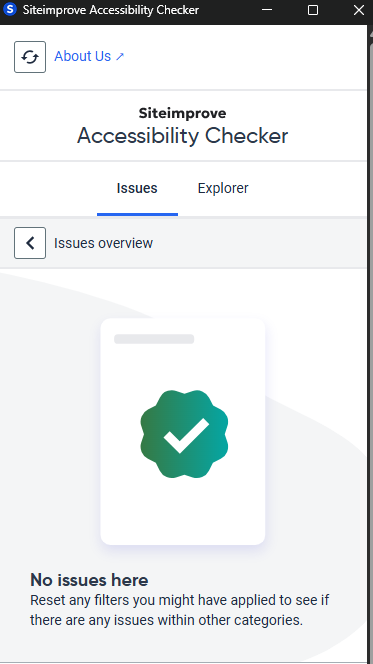 Siteimprove Accessibility Checker
About Us ↗
Siteimprove
Accessibility Checker
Issues
Explorer
Issues overview
No issues here
Reset any filters you might have applied to see if
there are any issues within other categories.